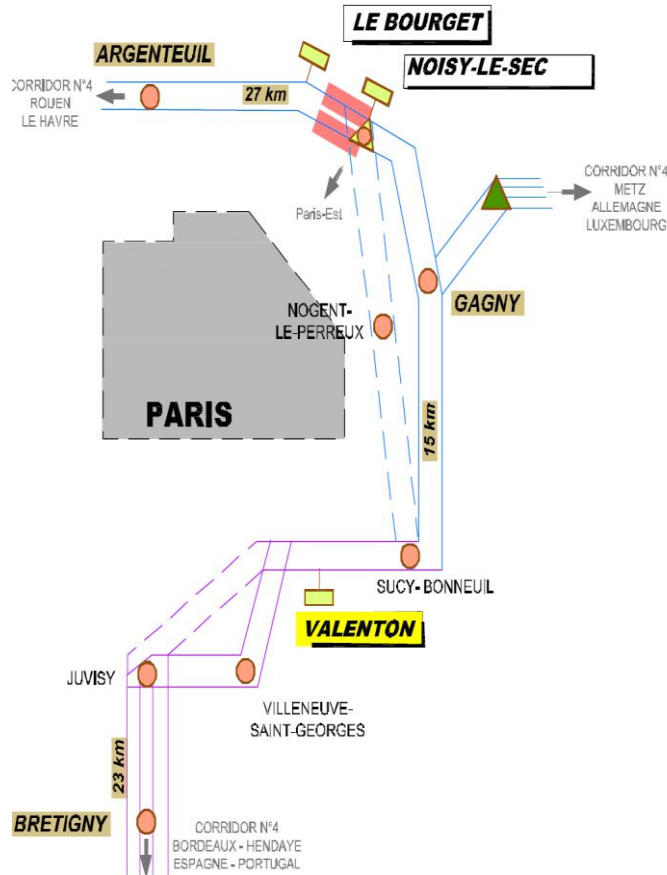 LE BOURGET
ARGENTEUIL
NOISY-LE-SEC
CORRIDOR N°4
ROUEN
LE HAVRE
27 km
CORRIDOR N°4
METZ
ALLEMAGNE
LUXEMBOURG
Paris-Est
GAGNY
NOGENT-
LE-PERREUX
PARIS
15 km
SUCY-BONNEUIL
VALENTON
JUVISY
VILLENEUVE-
SAINT-GEORGES
23 km
BRETIGNY
CORRIDOR N°4
BORDEAUX - HENDAYE
ESPAGNE - PORTUGAL